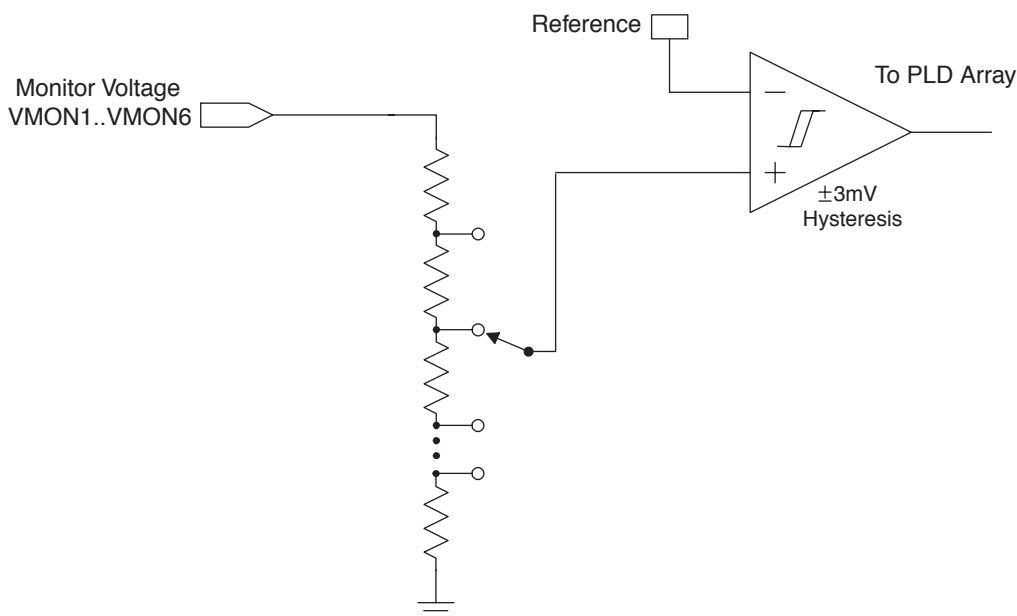 Reference
Monitor Voltage
VMON1..VMON6
To PLD Array
−
+
±3mV
Hysteresis